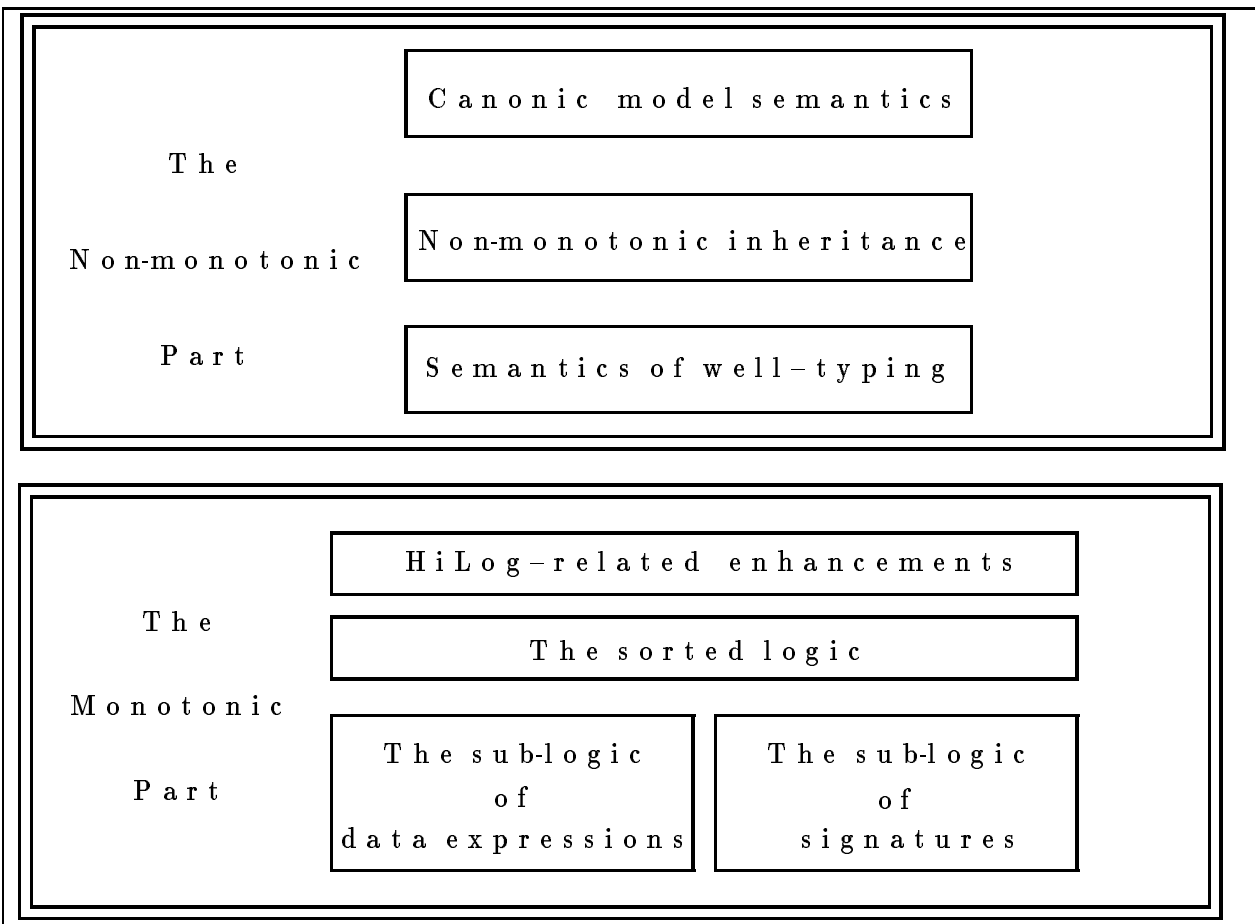 The
Non-monotonic
Part
Canonic model semantics
Non-monotonic inheritance
Semantics of well–typing
The
Monotonic
Part
HiLog–related enhancements
The sorted logic
The sub-logic
of
data expressions
The sub-logic
of
signatures